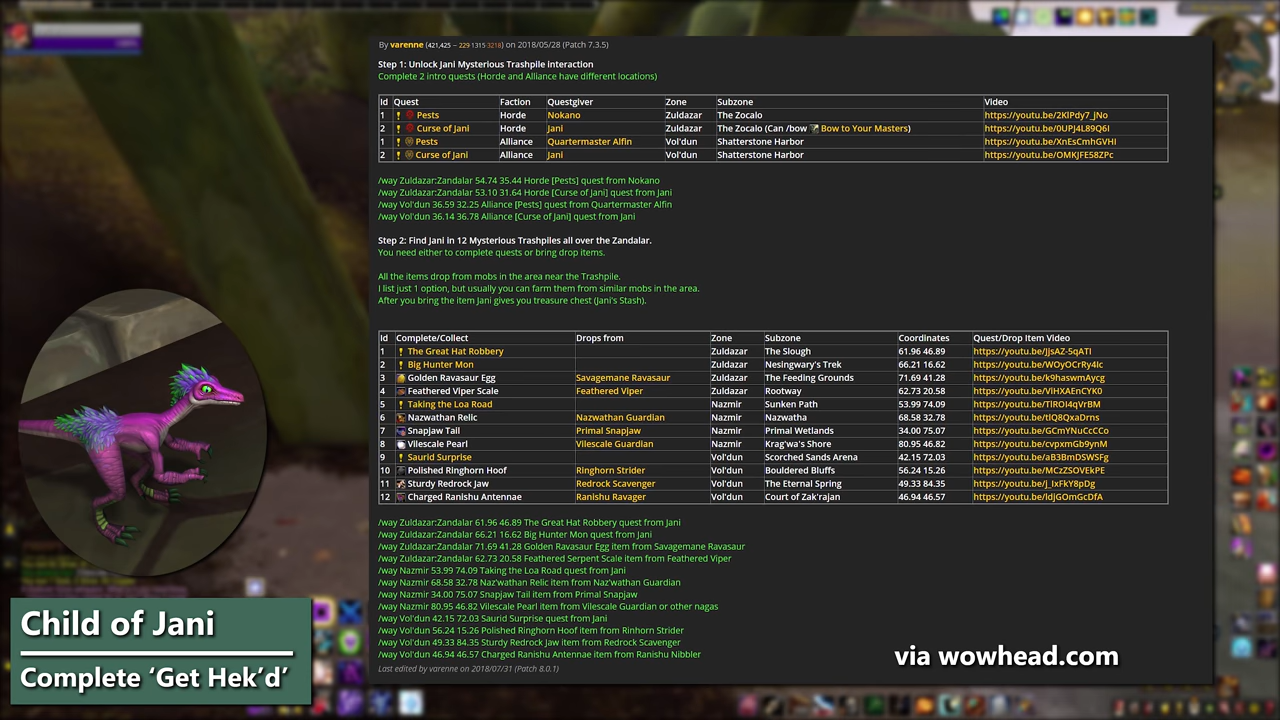 By varenne (421,425 – 229·1315·3218) on 2018/05/28 (Patch 7.3.5)
Step 1: Unlock Jani Mysterious Trashpile interaction
Complete 2 intro quests (Horde and Alliance have different locations)
Id Quest Faction Questgiver Zone Subzone Video
1 Pests Horde Nokano Zuldazar The Zocalo https://youtu.be/2KlPdy7_jNo
2 Curse of Jani Horde Jani Zuldazar The Zocalo (Can /bow Bow to Your Masters) https://youtu.be/0UPJ4L89Q6I
1 Pests Alliance Quartermaster Alfin Vol'dun Shatterstone Harbor https://youtu.be/XnEsCmhGVHI
2 Curse of Jani Alliance Jani Vol'dun Shatterstone Harbor https://youtu.be/OMKJFE58ZPc
/way Zuldazar:Zandalar 54.74 35.44 Horde [Pests] quest from Nokano
/way Zuldazar:Zandalar 53.10 31.64 Horde [Curse of Jani] quest from Jani
/way Vol'dun 36.59 32.25 Alliance [Pests] quest from Quartermaster Alfin
/way Vol'dun 36.14 36.78 Alliance [Curse of Jani] quest from Jani
Step 2: Find Jani in 12 Mysterious Trashpiles all over the Zandalar.
You need either to complete quests or bring drop items.
All the items drop from mobs in the area near the Trashpile.
I list just 1 option, but usually you can farm them from similar mobs in the area.
After you bring the item Jani gives you treasure chest (Jani's Stash).
Id Complete/Collect Drops from Zone Subzone Coordinates Quest/Drop Item Video
1 The Great Hat Robbery Zuldazar The Slough 61.96 46.89 https://youtu.be/JjsAZ-5qATI
2 Big Hunter Mon Zuldazar Nesingwary's Trek 66.21 16.62 https://youtu.be/WOyOCrRy4Ic
3 Golden Ravasaur Egg Savagemane Ravasaur Zuldazar The Feeding Grounds 71.69 41.28 https://youtu.be/k9haswmAycg
4 Feathered Viper Scale Feathered Viper Zuldazar Rootway 62.73 20.58 https://youtu.be/ViHXAEnCYK0
5 Taking the Loa Road Nazmir Sunken Path 53.99 74.09 https://youtu.be/TlROI4qVrBM
6 Nazwathan Relic Nazwathan Guardian Nazmir Nazwatha 68.58 32.78 https://youtu.be/tlQ8QxaDrns
7 Snapjaw Tail Primal Snapjaw Nazmir Primal Wetlands 34.00 75.07 https://youtu.be/GCmYNuCcCCo
8 Vilescale Pearl Vilescale Guardian Nazmir Krag'wa's Shore 80.95 46.82 https://youtu.be/cvpxmGb9ynM
9 Saurid Surprise Vol'dun Scorched Sands Arena 42.15 72.03 https://youtu.be/aB3BmDSWSFg
10 Polished Ringhorn Hoof Ringhorn Strider Vol'dun Bouldered Bluffs 56.24 15.26 https://youtu.be/MCzZSOVEkPE
11 Sturdy Redrock Jaw Redrock Scavenger Vol'dun The Eternal Spring 49.33 84.35 https://youtu.be/j_IxFkY8pDg
12 Charged Ranishu Antennae Ranishu Ravager Vol'dun Court of Zak'rajan 46.94 46.57 https://youtu.be/ldJGOmGcDfA
/way Zuldazar:Zandalar 61.96 46.89 The Great Hat Robbery quest from Jani
/way Zuldazar:Zandalar 66.21 16.62 Big Hunter Mon quest from Jani
/way Zuldazar:Zandalar 71.69 41.28 Golden Ravasaur Egg item from Savagemane Ravasaur
/way Zuldazar:Zandalar 62.73 20.58 Feathered Serpent Scale item from Feathered Viper
/way Nazmir 53.99 74.09 Taking the Loa Road quest from Jani
/way Nazmir 68.58 32.78 Naz'wathan Relic item from Naz'wathan Guardian
/way Nazmir 34.00 75.07 Snapjaw Tail item from Primal Snapjaw
/way Nazmir 80.95 46.82 Vilescale Pearl item from Vilescale Guardian or other nagas
/way Vol'dun 42.15 72.03 Saurid Surprise quest from Jani
/way Vol'dun 56.24 15.26 Polished Ringhorn Hoof item from Rinhorn Strider
/way Vol'dun 49.33 84.35 Sturdy Redrock Jaw item from Redrock Scavenger
/way Vol'dun 46.94 46.57 Charged Ranishu Antennae item from Ranishu Nibbler
Last edited by varenne on 2018/07/31 (Patch 8.0.1)
via wowhead.com
Child of Jani
Complete ‘Get Hek’d’